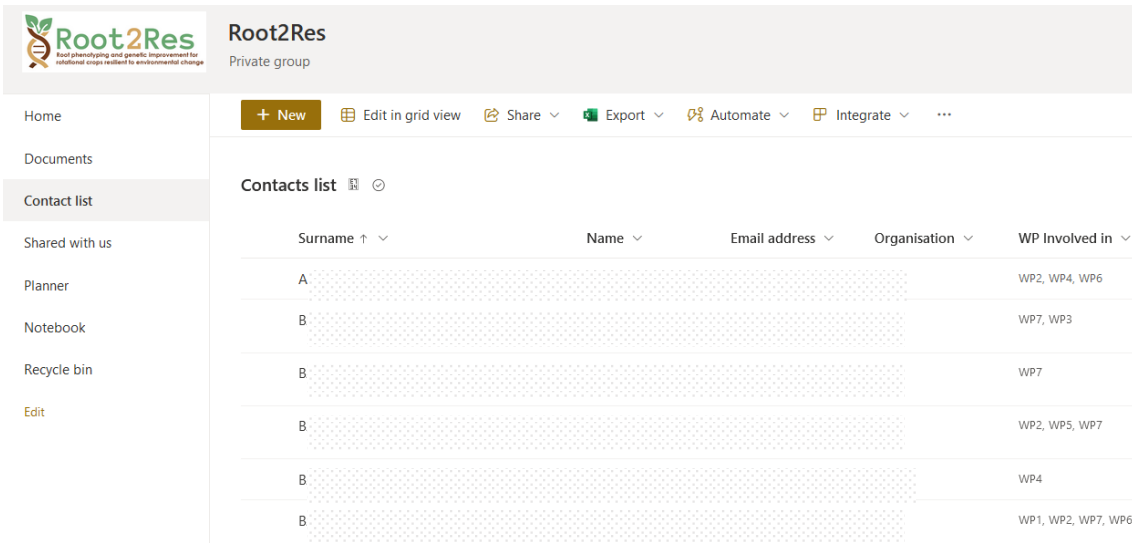 Root2Res
Root phenotyping and genetic improvement for
rotational crops resilient to environmental change
Root2Res
Private group
Home
Documents
Contact list
Shared with us
Planner
Notebook
Recycle bin
Edit
+ New Edit in grid view Share Export Automate Integrate ...
Contacts list
Surname ↑ Name Email address Organisation WP Involved in
A WP2, WP4, WP6
B WP7, WP3
B WP7
B WP2, WP5, WP7
B WP4
B WP1, WP2, WP7, WP6